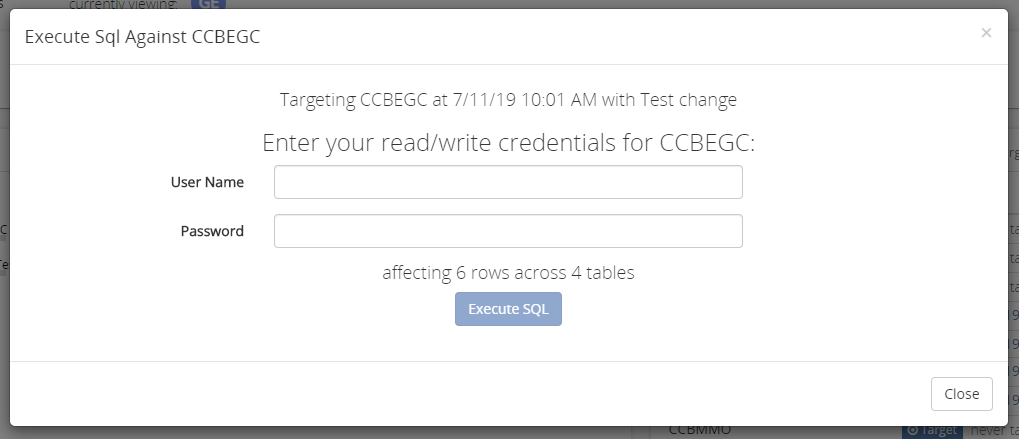 currently viewing: GE
Execute Sql Against CCBEGC
×
Targeting CCBEGC at 7/11/19 10:01 AM with Test change
Enter your read/write credentials for CCBEGC:
User Name
Password
affecting 6 rows across 4 tables
Execute SQL
Close
CCBMMU
Target
never ta